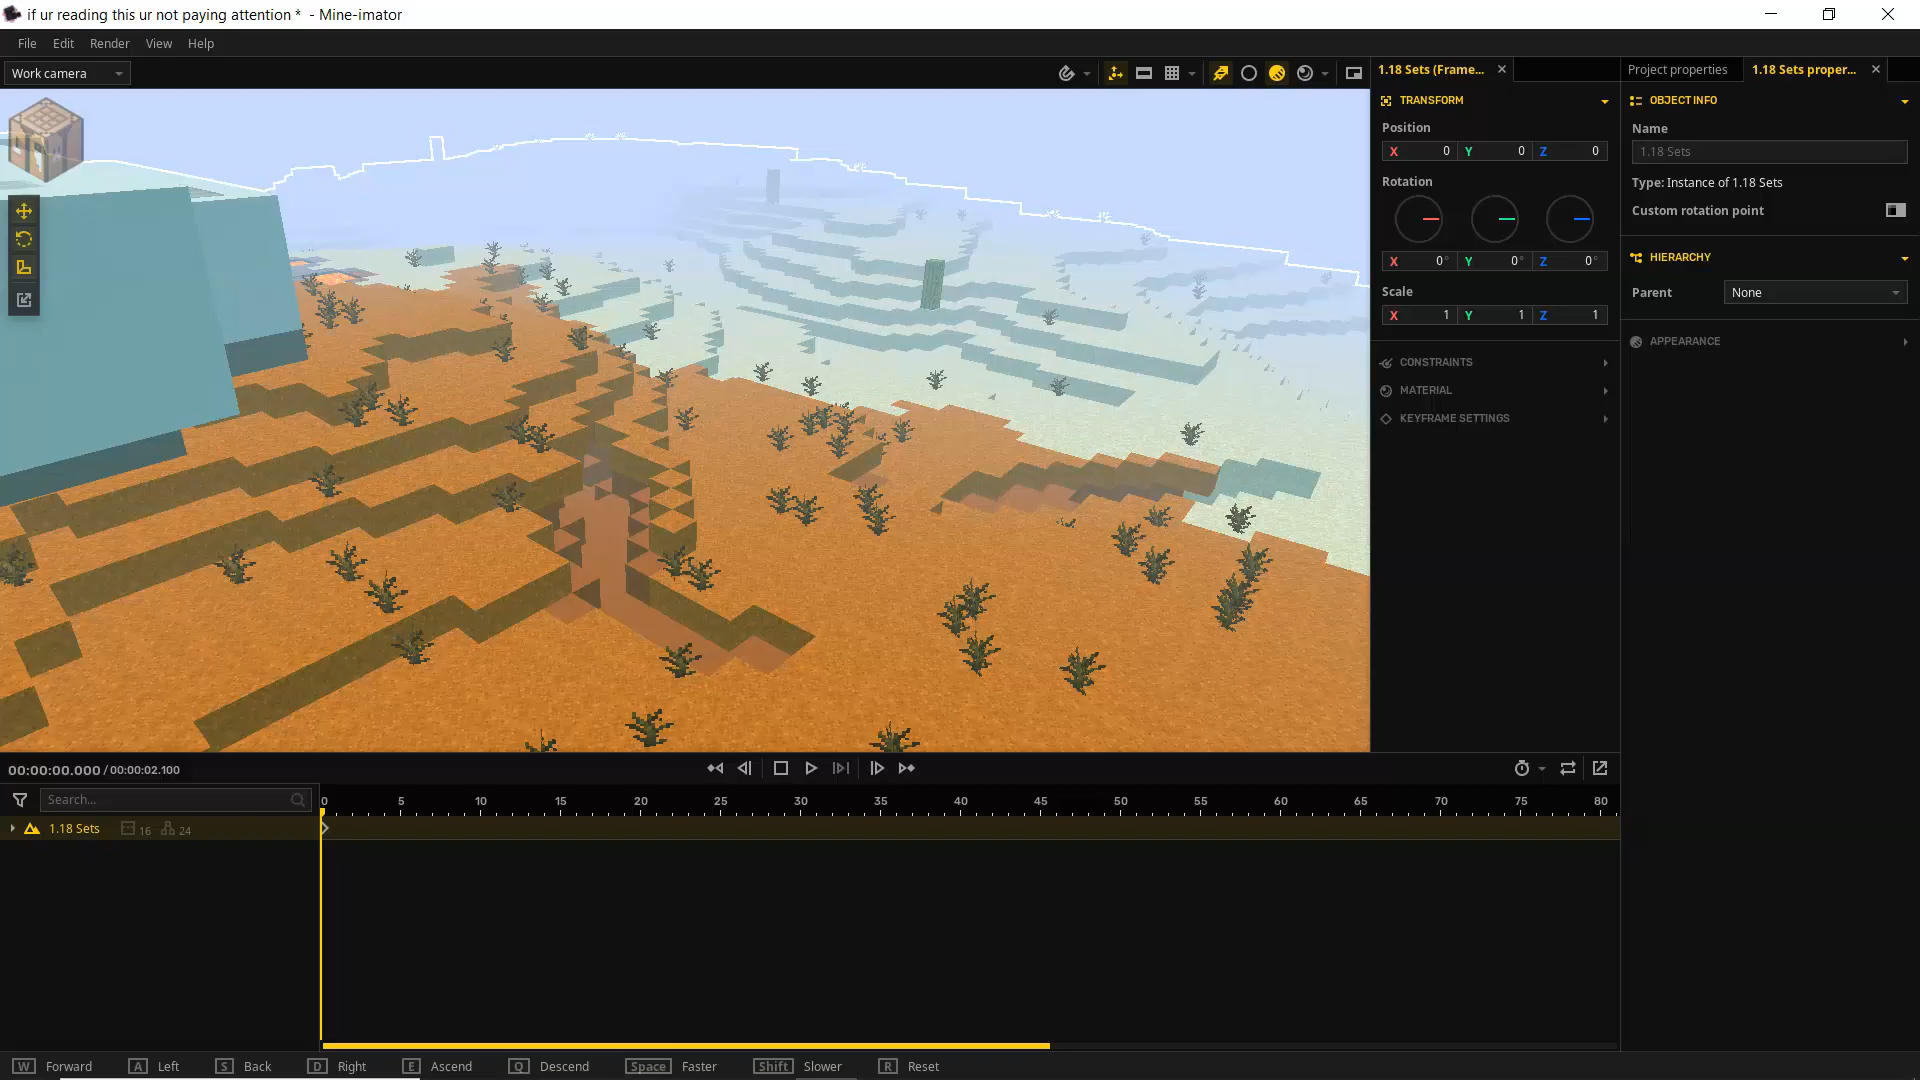 if ur reading this ur not paying attention * - Mine-imator
File Edit Render View Help
Work camera
1.18 Sets (Frame...
Project properties
1.18 Sets proper...
TRANSFORM
Position
X 0 Y 0 Z 0
Rotation
X 0° Y 0° Z 0°
Scale
X 1 Y 1 Z 1
CONSTRAINTS
MATERIAL
KEYFRAME SETTINGS
OBJECT INFO
Name
1.18 Sets
Type: Instance of 1.18 Sets
Custom rotation point
HIERARCHY
Parent None
APPEARANCE
00:00:00.000 / 00:00:02.100
Search...
0 5 10 15 20 25 30 35 40 45 50 55 60 65 70 75 80
1.18 Sets 16 24
W Forward A Left S Back D Right E Ascend Q Descend Space Faster Shift Slower R Reset